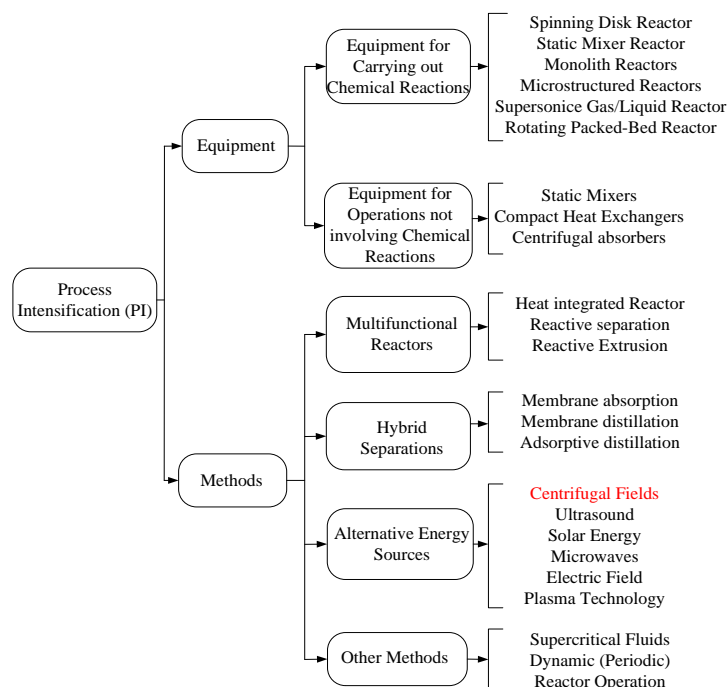 Process
Intensification (PI)
Equipment
Equipment for
Carrying out
Chemical Reactions
Spinning Disk Reactor
Static Mixer Reactor
Monolith Reactors
Microstructured Reactors
Supersonice Gas/Liquid Reactor
Rotating Packed-Bed Reactor
Equipment for
Operations not
involving Chemical
Reactions
Static Mixers
Compact Heat Exchangers
Centrifugal absorbers
Methods
Multifunctional
Reactors
Heat integrated Reactor
Reactive separation
Reactive Extrusion
Hybrid
Separations
Membrane absorption
Membrane distillation
Adsorptive distillation
Alternative Energy
Sources
Centrifugal Fields
Ultrasound
Solar Energy
Microwaves
Electric Field
Plasma Technology
Other Methods
Supercritical Fluids
Dynamic (Periodic)
Reactor Operation